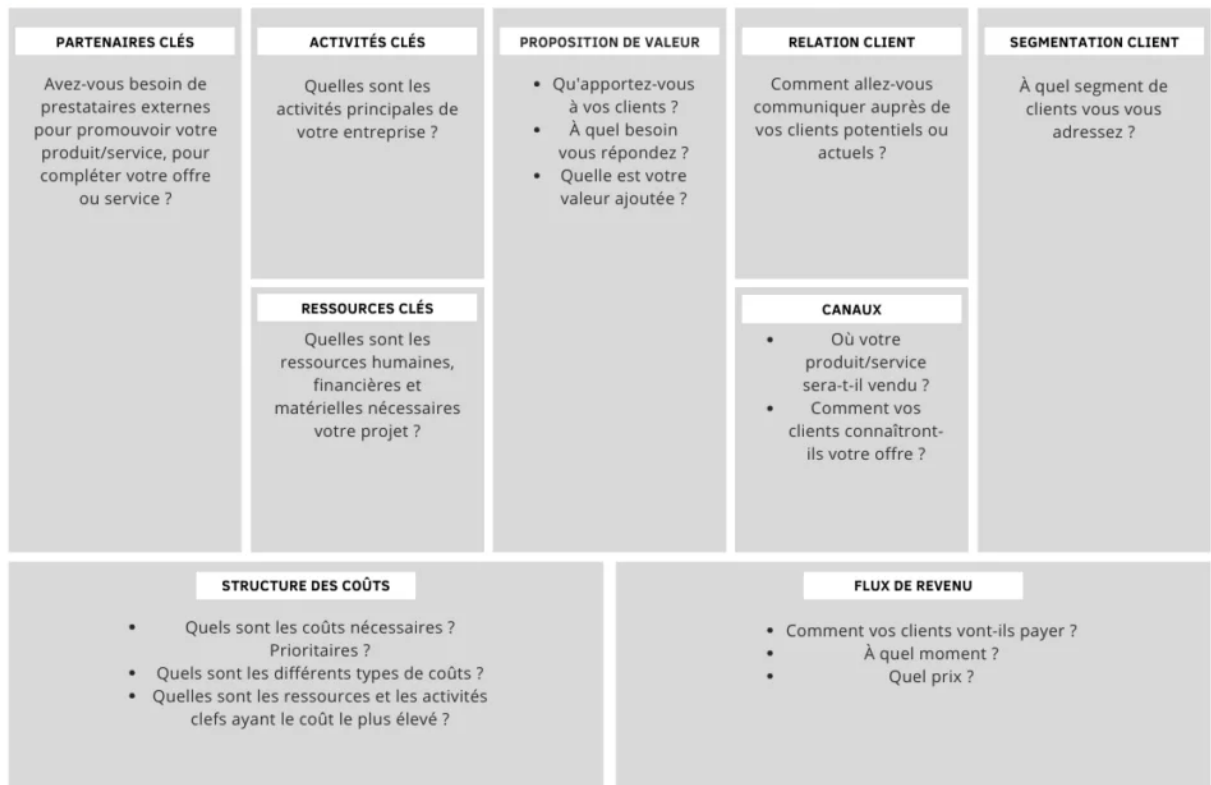 PARTENAIRES CLÉS
Avez-vous besoin de
prestataires externes
pour promouvoir votre
produit/service, pour
compléter votre offre
ou service ?
ACTIVITÉS CLÉS
Quelles sont les
activités principales de
votre entreprise ?
RESSOURCES CLÉS
Quelles sont les
ressources humaines,
financières et
matérielles nécessaires
votre projet ?
PROPOSITION DE VALEUR
• Qu'apportez-vous
à vos clients ?
• À quel besoin
vous répondez ?
• Quelle est votre
valeur ajoutée ?
RELATION CLIENT
Comment allez-vous
communiquer auprès de
vos clients potentiels ou
actuels ?
CANAUX
• Où votre
produit/service
sera-t-il vendu ?
• Comment vos
clients connaîtront-
ils votre offre ?
SEGMENTATION CLIENT
À quel segment de
clients vous vous
adressez ?
STRUCTURE DES COÛTS
• Quels sont les coûts nécessaires ?
Prioritaires ?
• Quels sont les différents types de coûts ?
• Quelles sont les ressources et les activités
clefs ayant le coût le plus élevé ?
FLUX DE REVENU
• Comment vos clients vont-ils payer ?
• À quel moment ?
• Quel prix ?